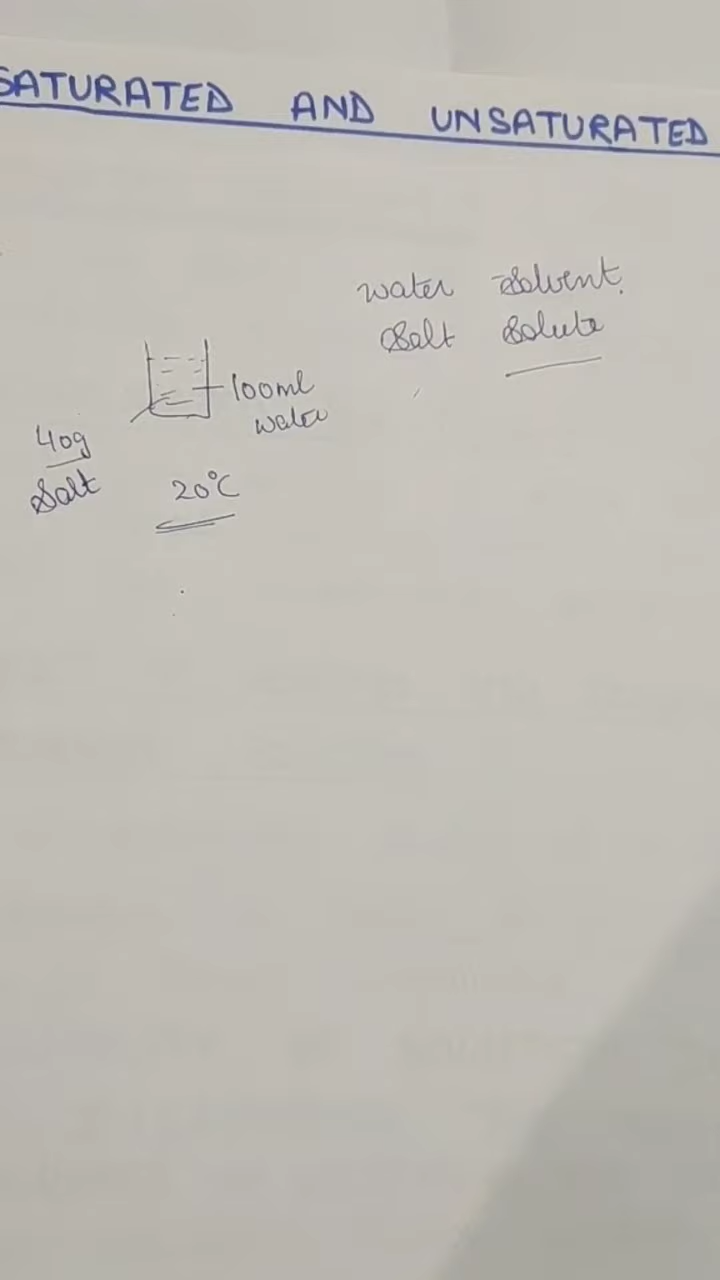 SATURATED AND UNSATURATED
water solvent.
Salt Solute
100ml
water
40g
Salt
20°C